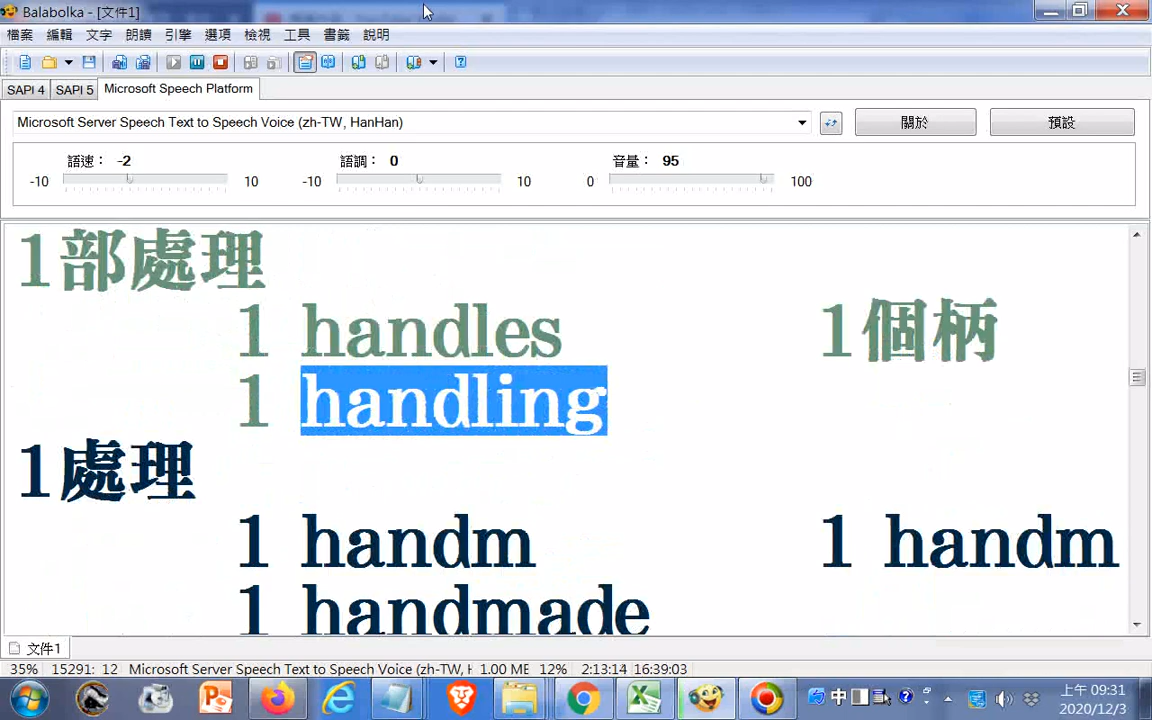 Balabolka - [文件1]
檔案 編輯 文字 朗讀 引擎 選項 檢視 工具 書籤 說明
SAPI 4 SAPI 5 Microsoft Speech Platform
Microsoft Server Speech Text to Speech Voice (zh-TW, HanHan) 關於 預設
語速： -2 語調： 0 音量： 95
-10 10 -10 10 0 100
1部處理
1 handles 1個柄
1 handling
1處理
1 handm 1 handm
1 handmade
文件1
35% 15291: 12 Microsoft Server Speech Text to Speech Voice (zh-TW, 1.00 ME 12% 2:13:14 16:39:03
中 上午 09:31
2020/12/3